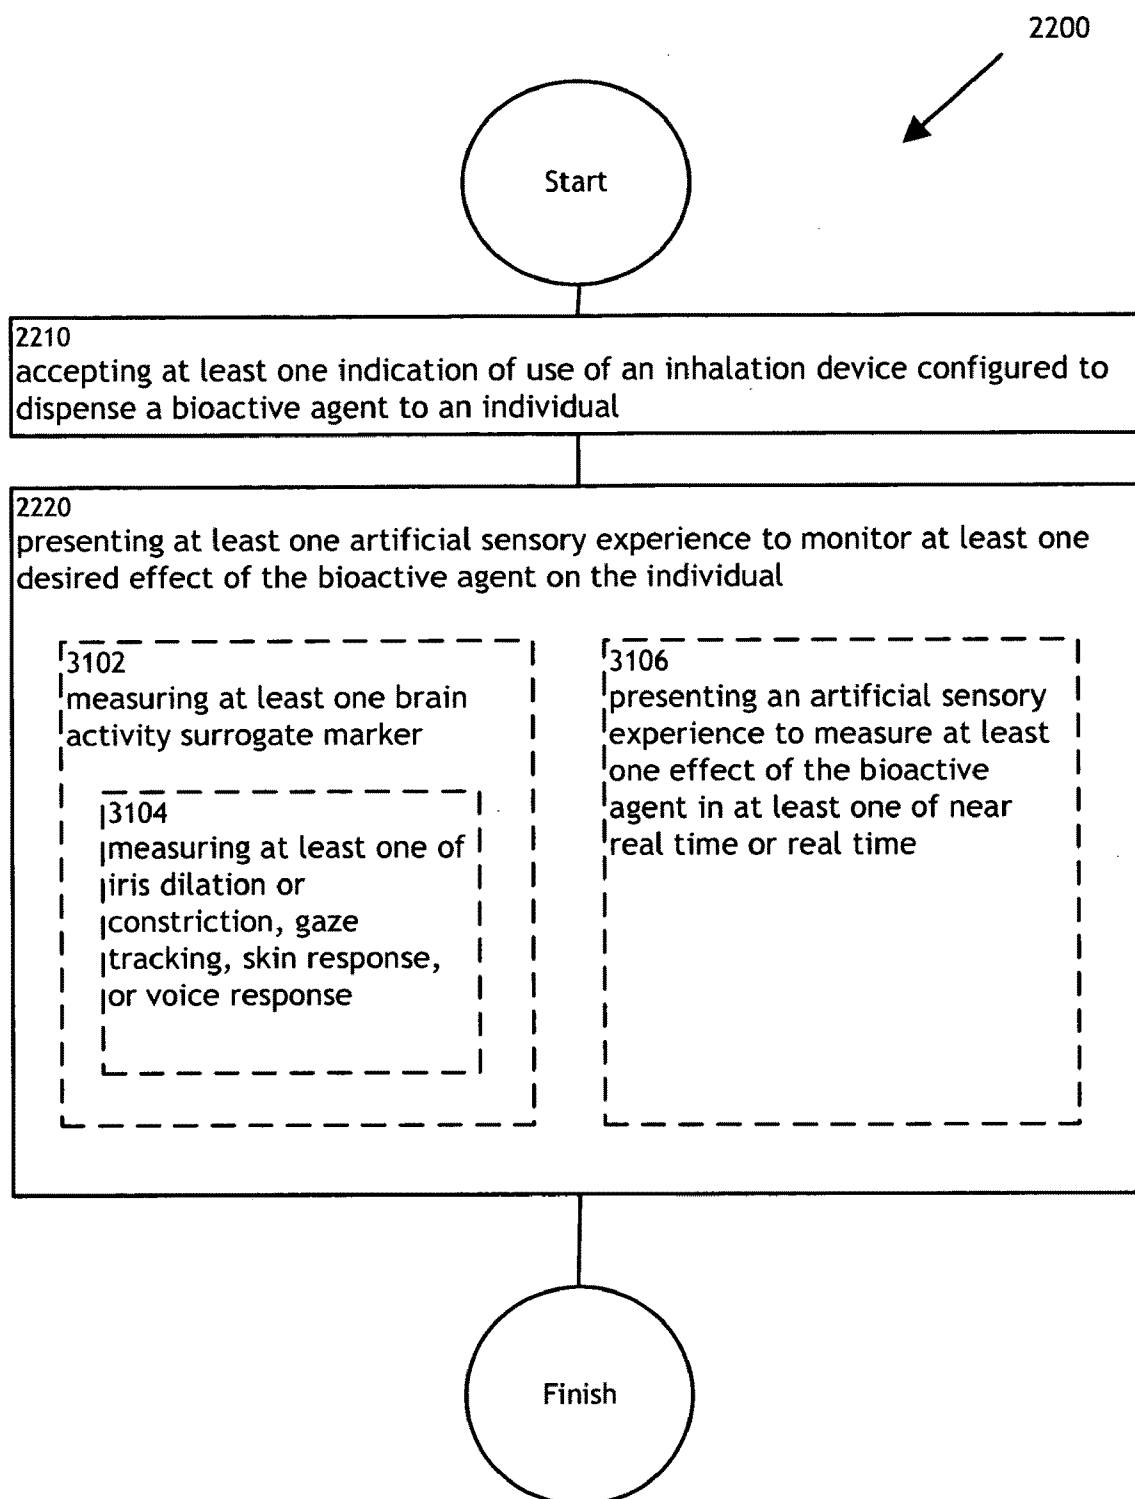 2200
Start
2210
accepting at least one indication of use of an inhalation device configured to
dispense a bioactive agent to an individual
2220
presenting at least one artificial sensory experience to monitor at least one
desired effect of the bioactive agent on the individual
3102
measuring at least one brain
activity surrogate marker
3104
measuring at least one of
iris dilation or
constriction, gaze
tracking, skin response,
or voice response
3106
presenting an artificial sensory
experience to measure at least
one effect of the bioactive
agent in at least one of near
real time or real time
Finish